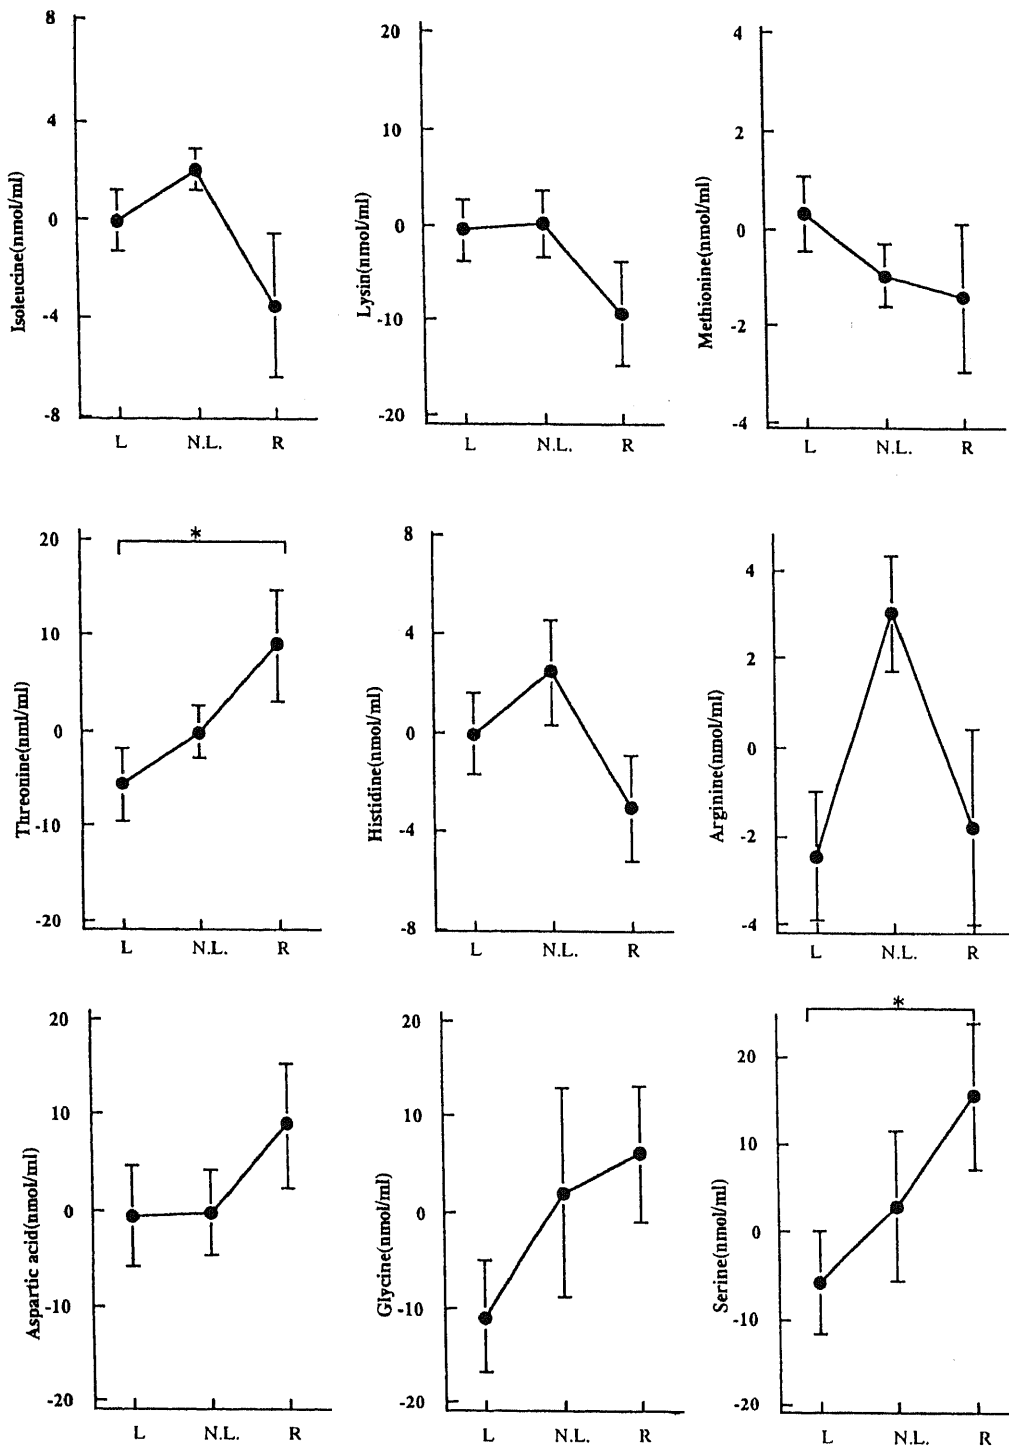 8
4
0
-4
-8
Isoleucine(nmol/ml)
L N.L. R
20
10
0
-10
-20
Lysin(nmol/ml)
L N.L. R
4
2
0
-2
-4
Methionine(nmol/ml)
L N.L. R
*
20
10
0
-10
-20
Threonine(nml/ml)
L N.L. R
8
4
0
-4
-8
Histidine(nmol/ml)
L N.L. R
4
2
0
-2
-4
Arginine(nmol/ml)
L N.L. R
20
10
0
-10
-20
Aspartic acid(nmol/ml)
L N.L. R
20
10
0
-10
-20
Glycine(nmol/ml)
L N.L. R
*
20
10
0
-10
-20
Serine(nmol/ml)
L N.L. R